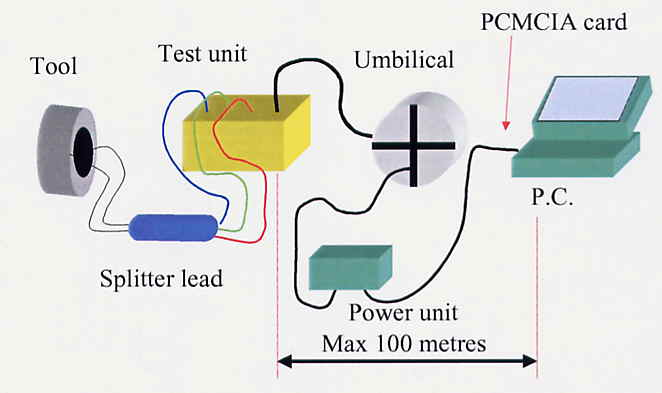 PCMCIA card
Tool
Test unit
Umbilical
P.C.
Splitter lead
Power unit
Max 100 metres